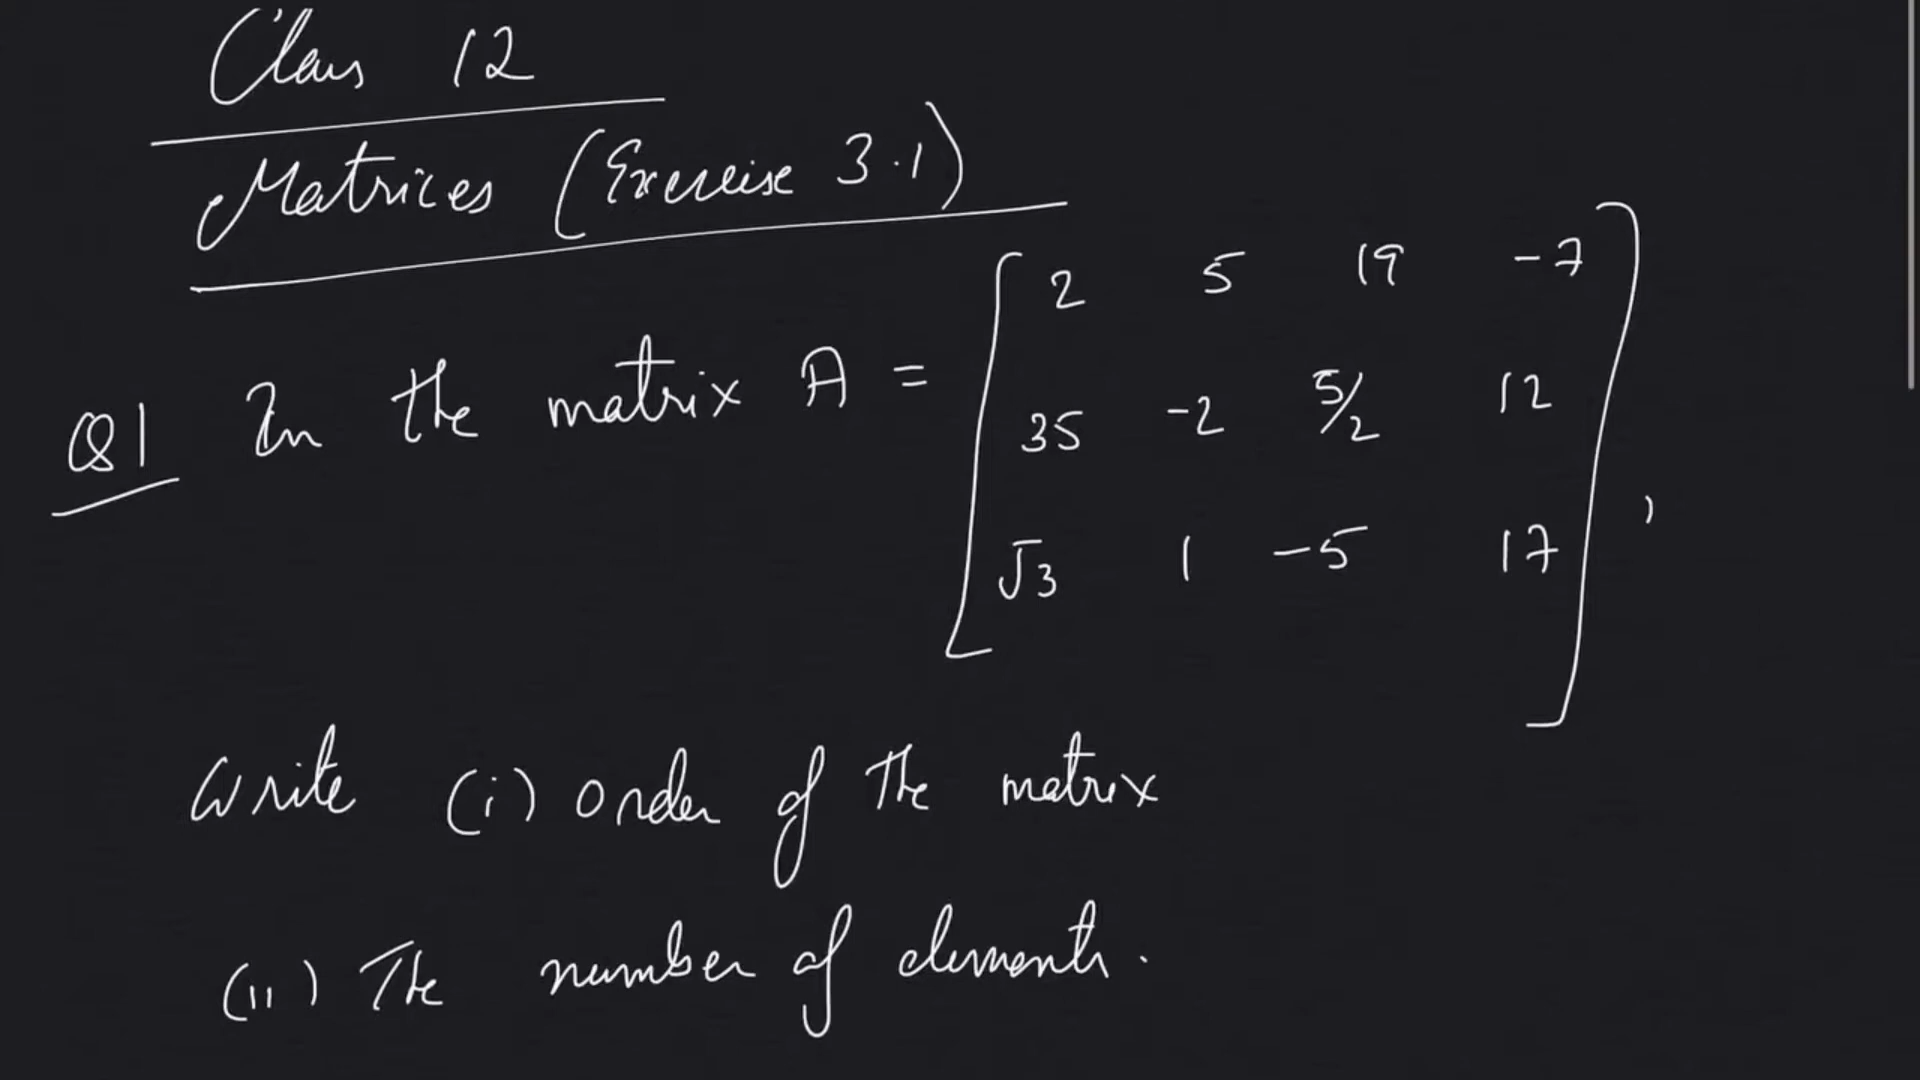 Class 12
Matrices (Exercise 3.1)
Q1 In the matrix A = [ 2 5 19 -7
35 -2 5/2 12
√3 1 -5 17 ] ,
Write (i) order of the matrix
(ii) The number of elements.